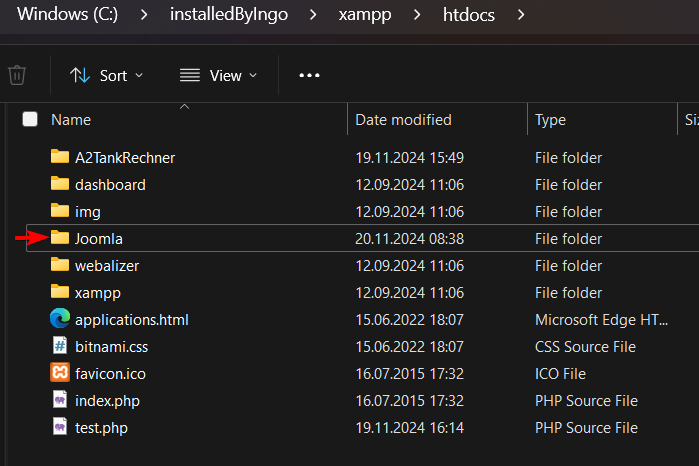 Windows (C:) > installedByIngo > xampp > htdocs >
Sort View ...
Name Date modified Type Si
A2TankRechner 19.11.2024 15:49 File folder
dashboard 12.09.2024 11:06 File folder
img 12.09.2024 11:06 File folder
Joomla 20.11.2024 08:38 File folder
webalizer 12.09.2024 11:06 File folder
xampp 12.09.2024 11:06 File folder
applications.html 15.06.2022 18:07 Microsoft Edge HT...
bitnami.css 15.06.2022 18:07 CSS Source File
favicon.ico 16.07.2015 17:32 ICO File
index.php 16.07.2015 17:32 PHP Source File
test.php 19.11.2024 16:14 PHP Source File